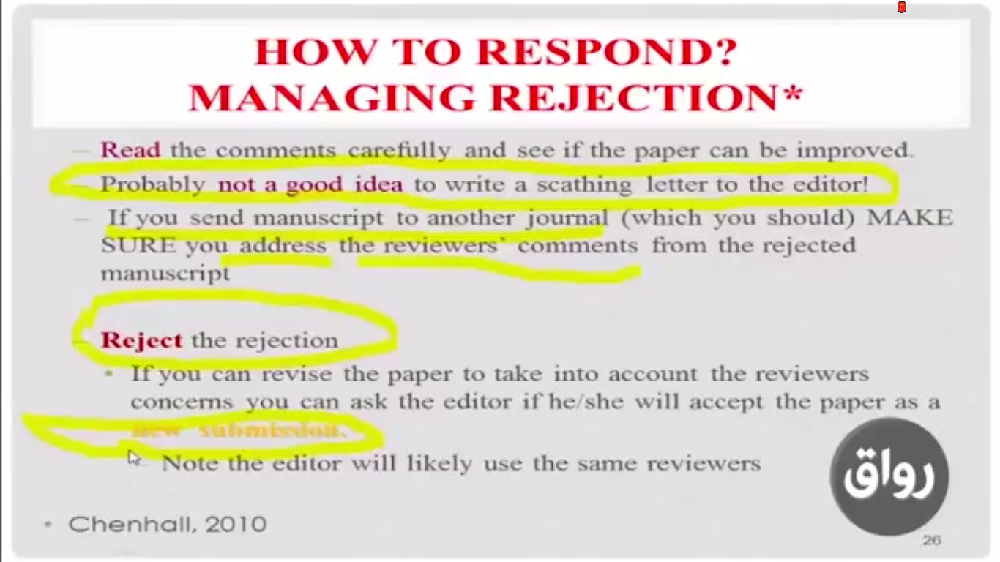 HOW TO RESPOND?
MANAGING REJECTION*
– Read the comments carefully and see if the paper can be improved.
– Probably not a good idea to write a scathing letter to the editor!
– If you send manuscript to another journal (which you should) MAKE
SURE you address the reviewers' comments from the rejected
manuscript
– Reject the rejection
• If you can revise the paper to take into account the reviewers
concerns you can ask the editor if he/she will accept the paper as a
new submission.
– Note the editor will likely use the same reviewers
رواق
• Chenhall, 2010
26